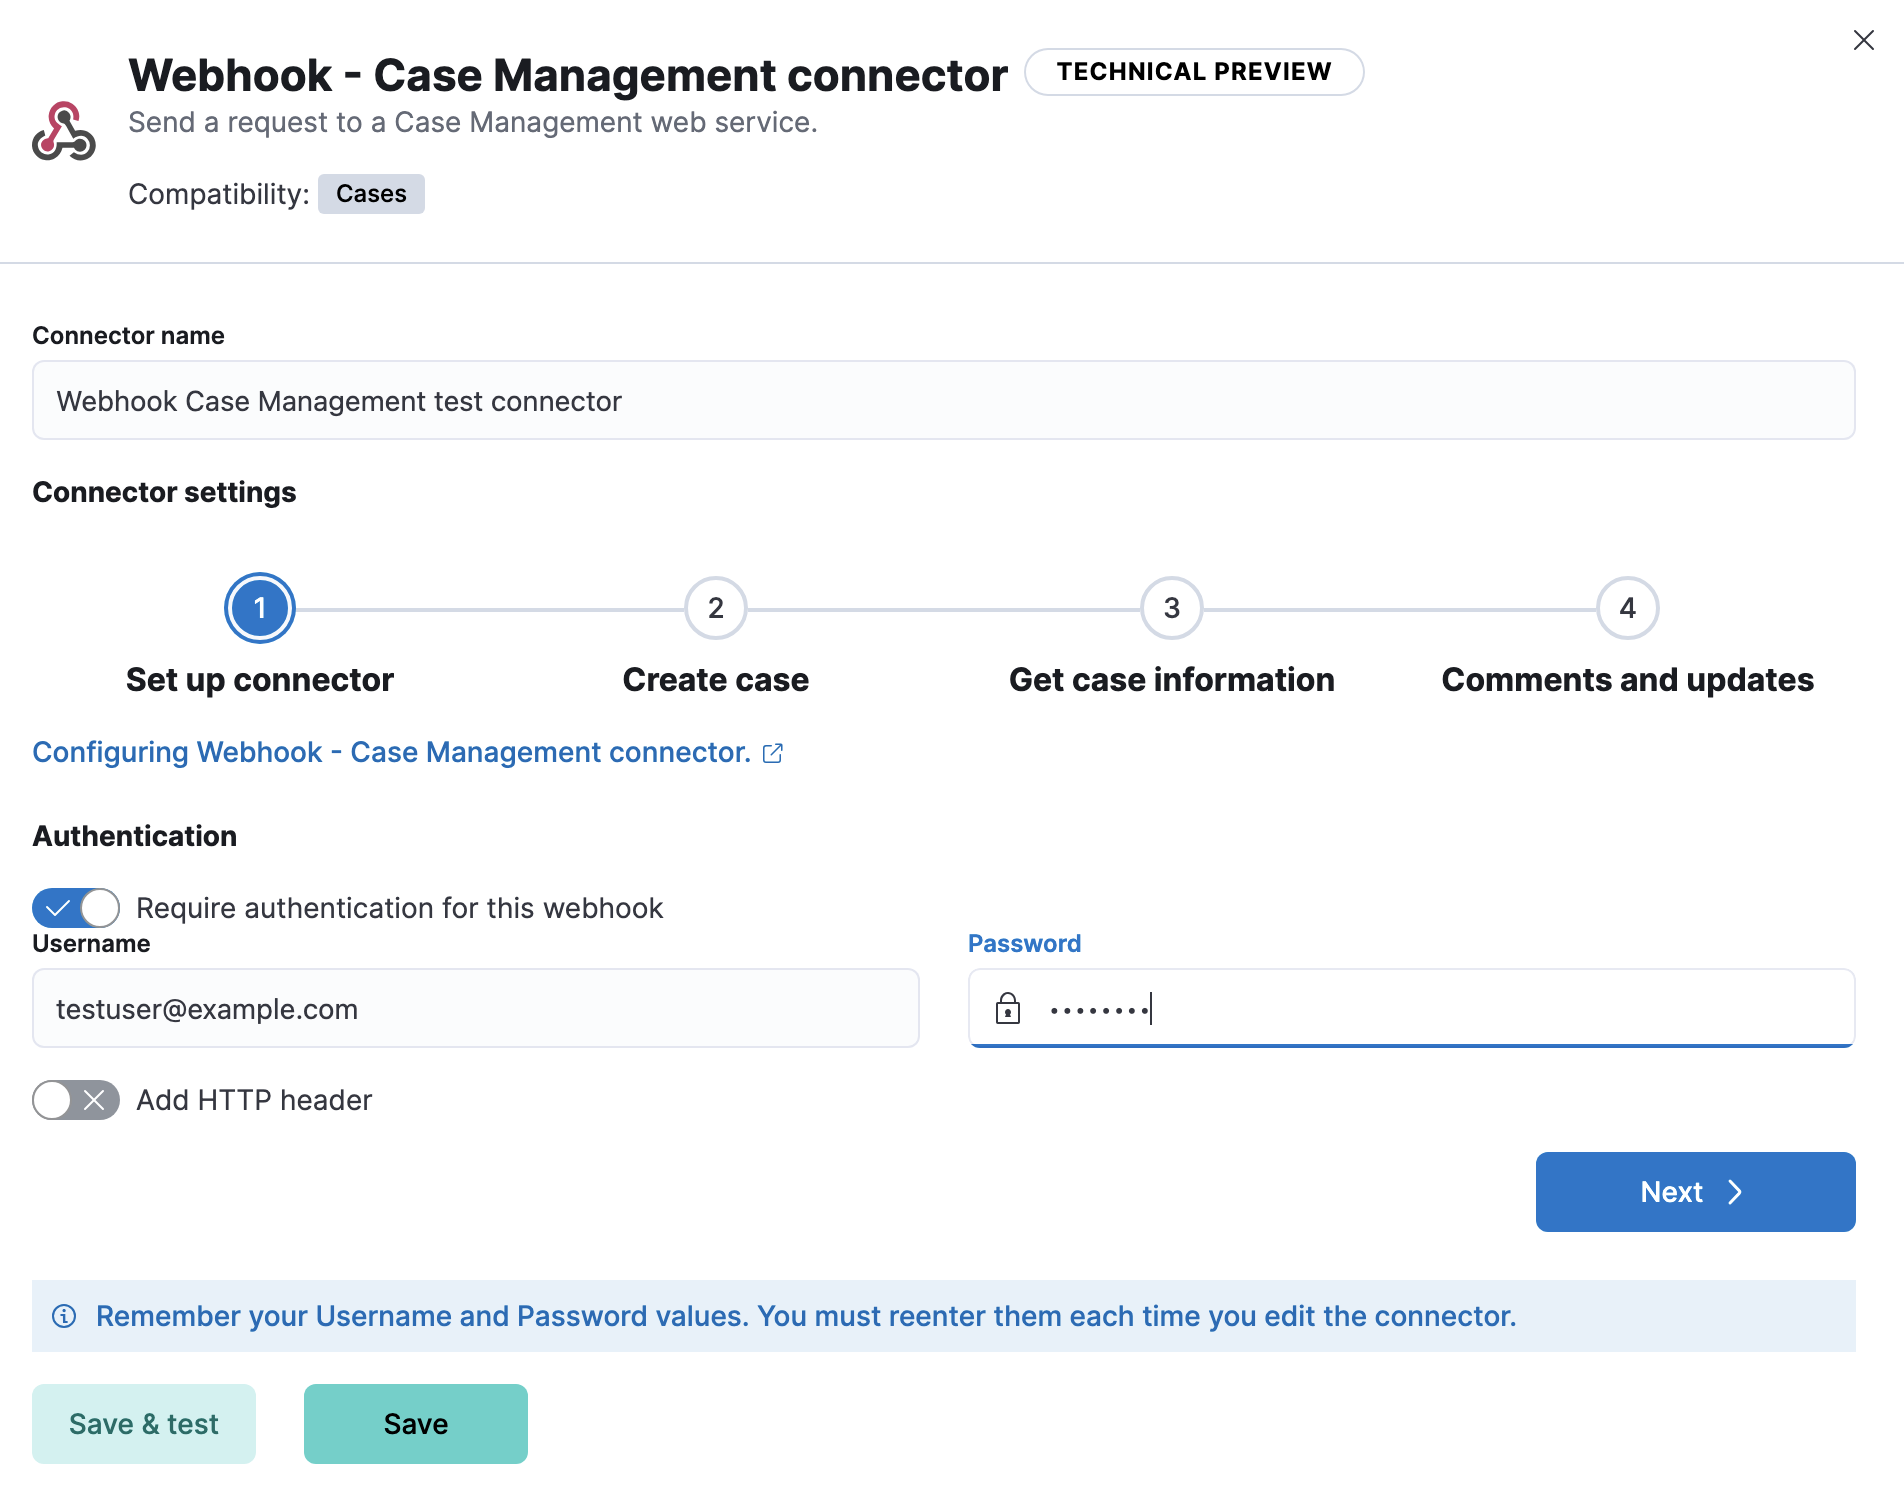 Webhook - Case Management connector TECHNICAL PREVIEW
Send a request to a Case Management web service.
Compatibility: Cases
Connector name
Webhook Case Management test connector
Connector settings
1 2 3 4
Set up connector Create case Get case information Comments and updates
Configuring Webhook - Case Management connector.
Authentication
Require authentication for this webhook
Username Password
testuser@example.com ••••••••
Add HTTP header
Next
Remember your Username and Password values. You must reenter them each time you edit the connector.
Save & test Save